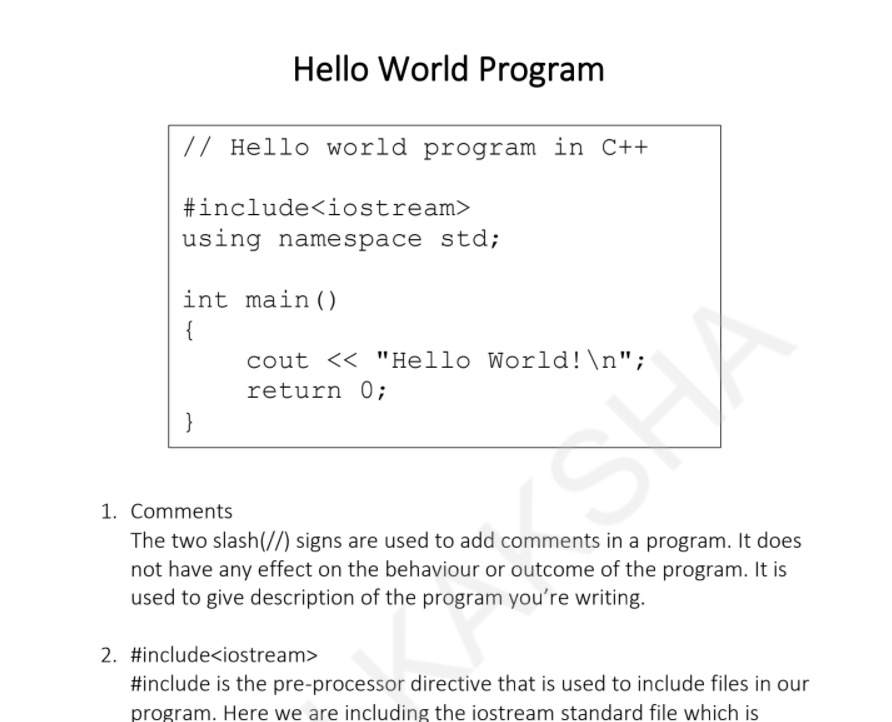 Hello World Program
// Hello world program in C++
#include<iostream>
using namespace std;
int main()
{
cout << "Hello World!\n";
return 0;
}
1. Comments
The two slash(//) signs are used to add comments in a program. It does
not have any effect on the behaviour or outcome of the program. It is
used to give description of the program you’re writing.
2. #include<iostream>
#include is the pre-processor directive that is used to include files in our
program. Here we are including the iostream standard file which is
KAKSHA